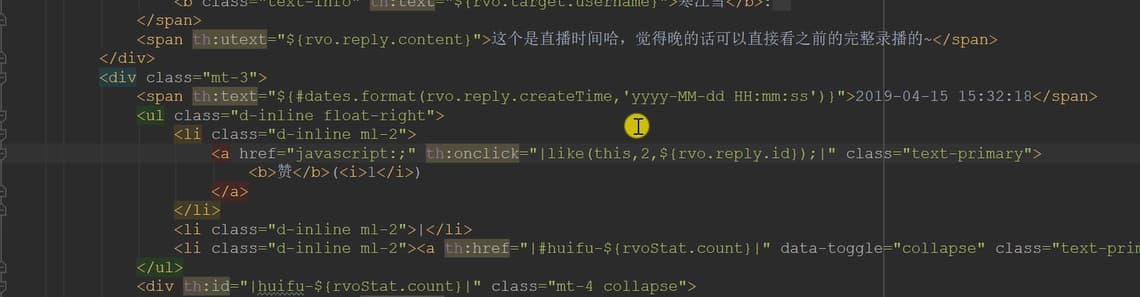 <b class="text-info" th:text="${rvo.target.username}">寒江雪</b>:
</span>
<span th:utext="${rvo.reply.content}">这个是直播时间哈，觉得晚的话可以直接看之前的完整录播的~</span>
</div>
<div class="mt-3">
<span th:text="${#dates.format(rvo.reply.createTime,'yyyy-MM-dd HH:mm:ss')}">2019-04-15 15:32:18</span>
<ul class="d-inline float-right">
<li class="d-inline ml-2">
<a href="javascript:;" th:onclick="|like(this,2,${rvo.reply.id});|" class="text-primary">
<b>赞</b>(<i>1</i>)
</a>
</li>
<li class="d-inline ml-2">|</li>
<li class="d-inline ml-2"><a th:href="|#huifu-${rvoStat.count}|" data-toggle="collapse" class="text-prim
</ul>
<div th:id="|huifu-${rvoStat.count}|" class="mt-4 collapse">